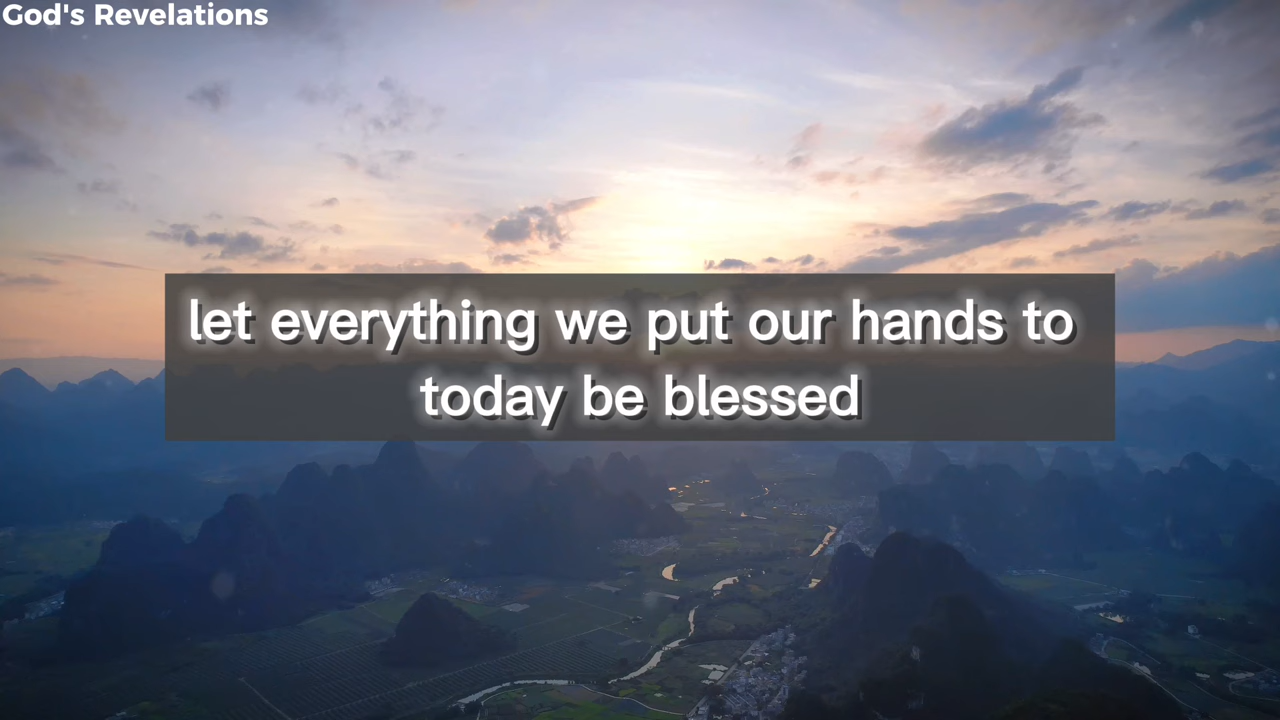 God's Revelations
let everything we put our hands to
today be blessed